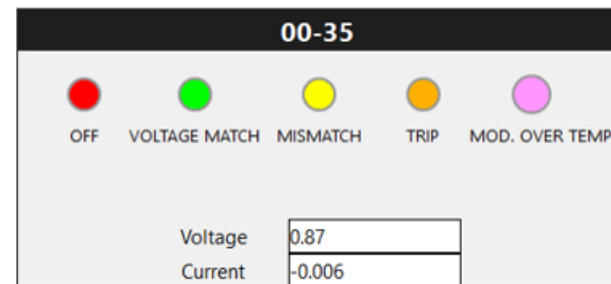 00-35
OFF VOLTAGE MATCH MISMATCH TRIP MOD. OVER TEMP
Voltage 0.87
Current -0.006